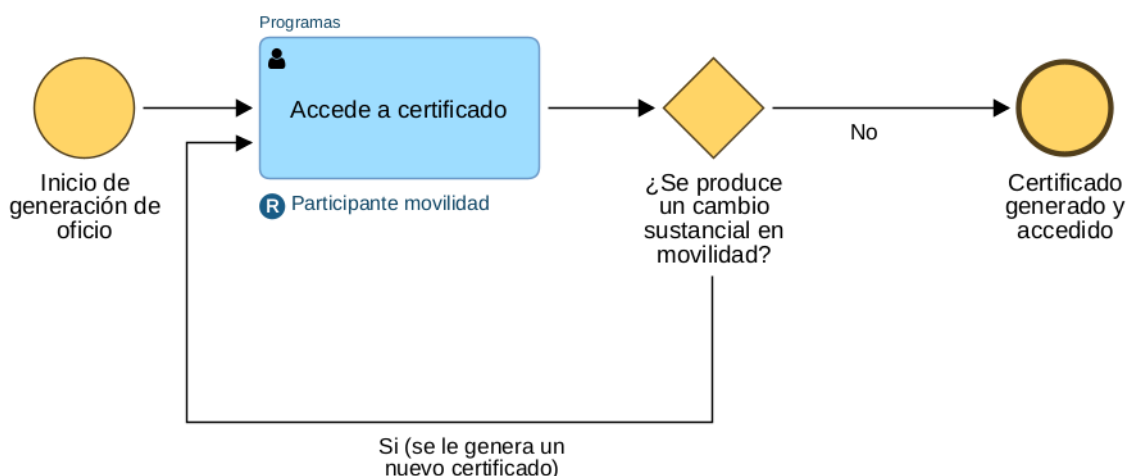 Programas
Accede a certificado
R Participante movilidad
Inicio de
generación de
oficio
¿Se produce
un cambio
sustancial en
movilidad?
No
Certificado
generado y
accedido
Si (se le genera un
nuevo certificado)